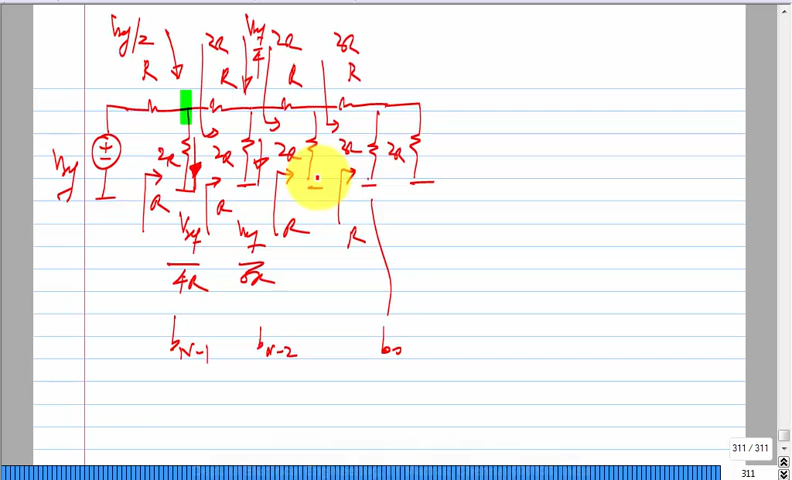 Vref/2 2R Vref/4 2R 2R
R R R R
Vref
2R 2R 2R 2R 2R
R R R R
Vref/4R Vref/8R
bN-1 bN-2 b0
311 / 311
311